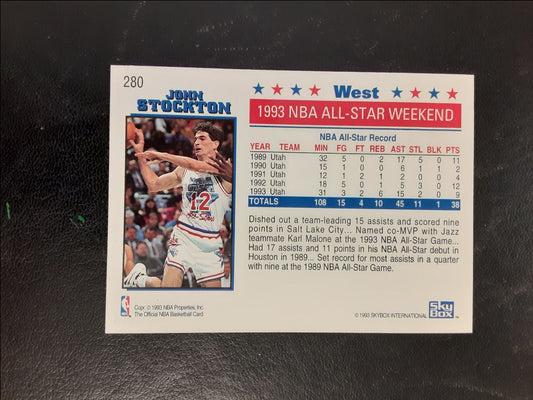 280
JOHN
STOCKTON
West
1993 NBA ALL-STAR WEEKEND
NBA All-Star Record
YEAR TEAM MIN FG FT REB AST STL BLK PTS
1989 Utah 32 5 0 2 17 5 0 11
1990 Utah 15 1 0 0 6 1 1 2
1991 Utah 12 1 2 1 2 0 0 4
1992 Utah 18 5 0 1 5 3 0 12
1993 Utah 31 3 2 6 15 2 0 9
TOTALS 108 15 4 10 45 11 1 38
Dished out a team-leading 15 assists and scored nine
points in Salt Lake City... Named co-MVP with Jazz
teammate Karl Malone at the 1993 NBA All-Star Game...
Had 17 assists and 11 points in his NBA All-Star debut in
Houston in 1989... Set record for most assists in a quarter
with nine at the 1989 NBA All-Star Game.
12
NBA
Copr. © 1993 NBA Properties, Inc.
The Official NBA Basketball Card
© 1993 SKYBOX INTERNATIONAL
SkyBox